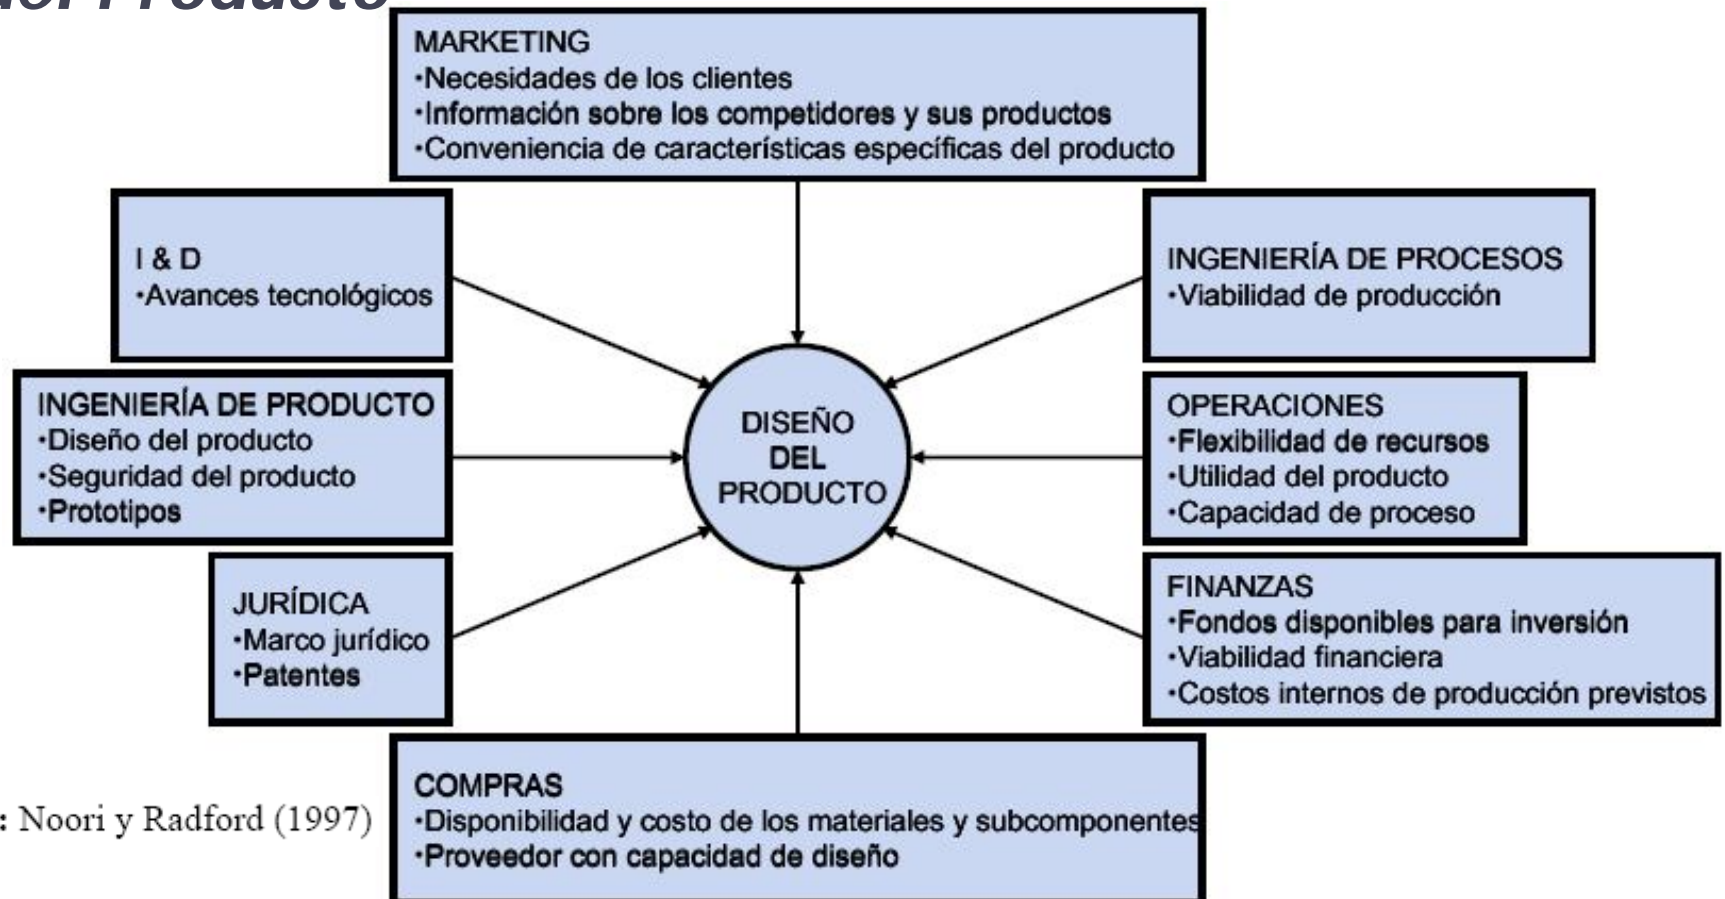 del Producto
MARKETING
·Necesidades de los clientes
·Información sobre los competidores y sus productos
·Conveniencia de características específicas del producto
I & D
·Avances tecnológicos
INGENIERÍA DE PROCESOS
·Viabilidad de producción
INGENIERÍA DE PRODUCTO
·Diseño del producto
·Seguridad del producto
·Prototipos
DISEÑO
DEL
PRODUCTO
OPERACIONES
·Flexibilidad de recursos
·Utilidad del producto
·Capacidad de proceso
JURÍDICA
·Marco jurídico
·Patentes
FINANZAS
·Fondos disponibles para inversión
·Viabilidad financiera
·Costos internos de producción previstos
COMPRAS
·Disponibilidad y costo de los materiales y subcomponentes
·Proveedor con capacidad de diseño
: Noori y Radford (1997)